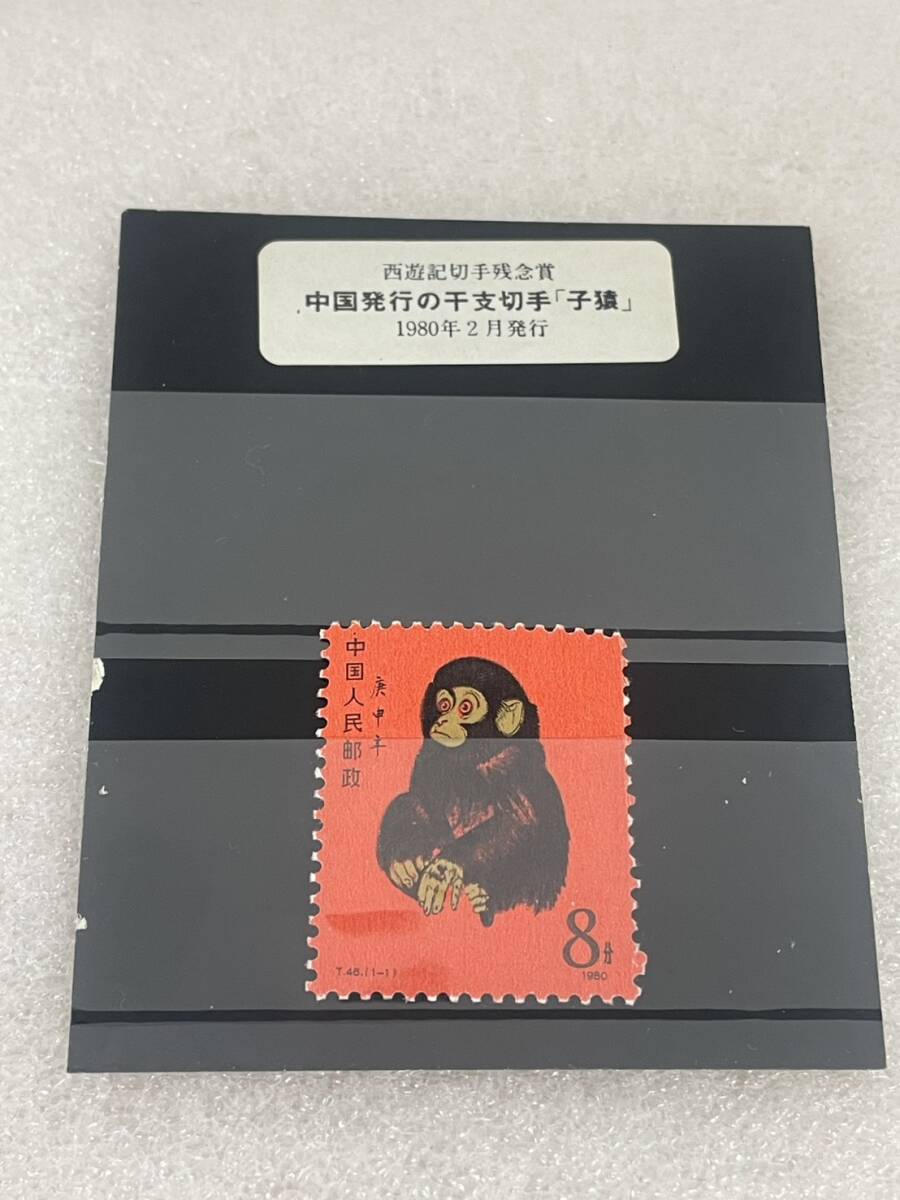 西遊記切手残念賞
中国発行の干支切手「子猿」
1980年2月発行
中国人民邮政
庚申年
8分
T.46.(1-1)
1980